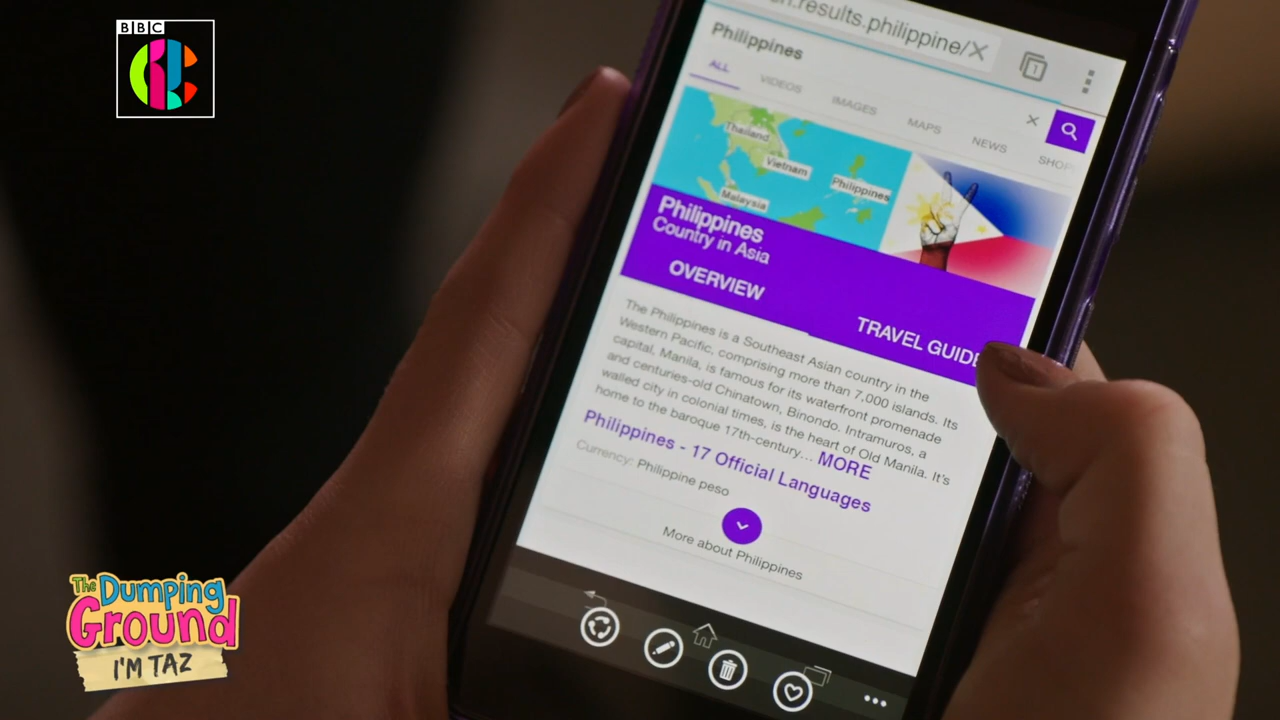 BBC
CBBC
The
Dumping
Ground
I'M TAZ
.results.philippine/
1
Philippines
ALL VIDEOS IMAGES MAPS NEWS SHOP
Thailand
Vietnam
Philippines
Malaysia
Philippines
Country in Asia
OVERVIEW
TRAVEL GUIDE
The Philippines is a Southeast Asian country in the
Western Pacific, comprising more than 7,000 islands. Its
capital, Manila, is famous for its waterfront promenade
and centuries-old Chinatown, Binondo. Intramuros, a
walled city in colonial times, is the heart of Old Manila. It's
home to the baroque 17th-century... MORE
Philippines - 17 Official Languages
Currency: Philippine peso
More about Philippines